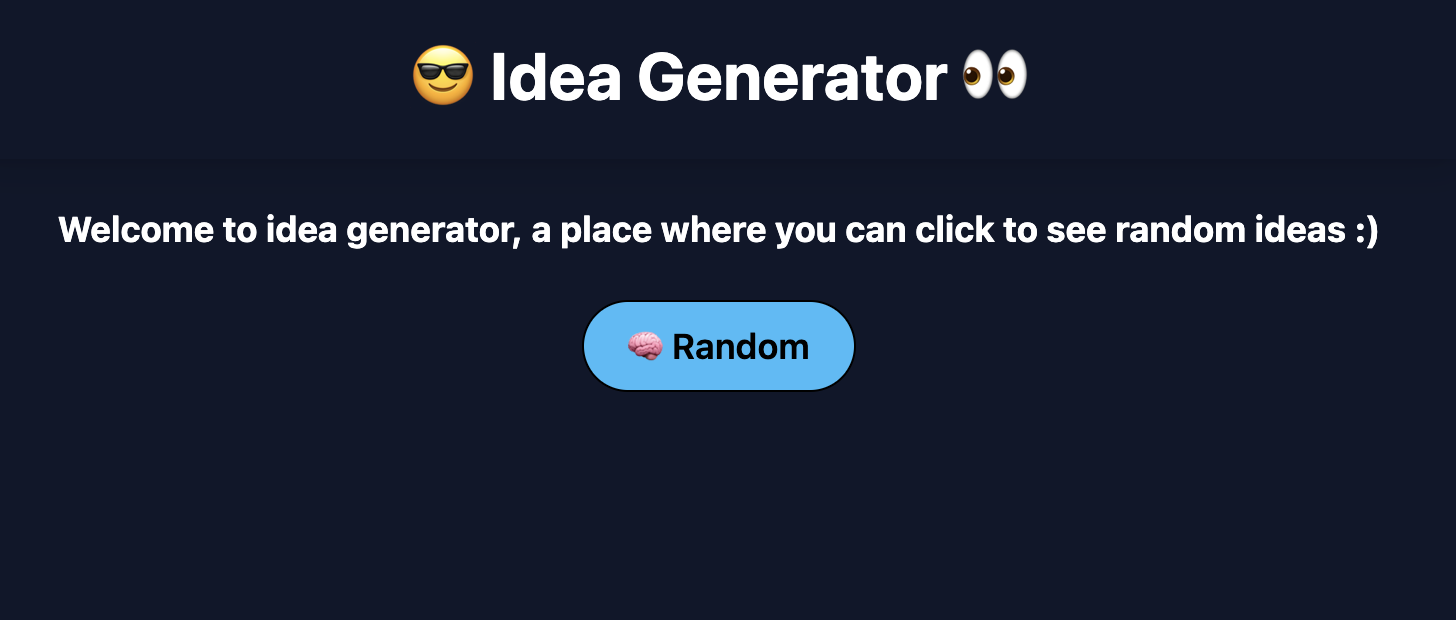 😎 Idea Generator 👀
Welcome to idea generator, a place where you can click to see random ideas :)
🧠 Random